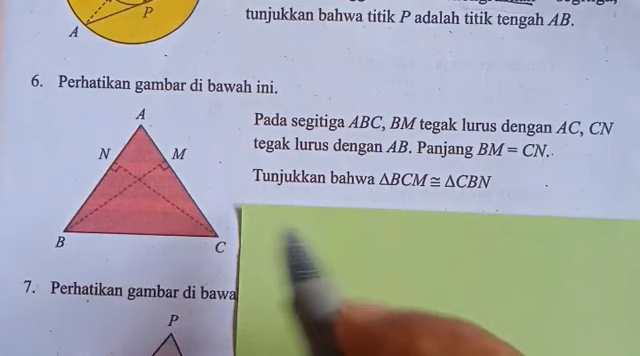 P
A
tunjukkan bahwa titik P adalah titik tengah AB.
6. Perhatikan gambar di bawah ini.
A
N
M
B
C
Pada segitiga ABC, BM tegak lurus dengan AC, CN
tegak lurus dengan AB. Panjang BM = CN.
Tunjukkan bahwa ΔBCM ≅ ΔCBN
7. Perhatikan gambar di bawa
P